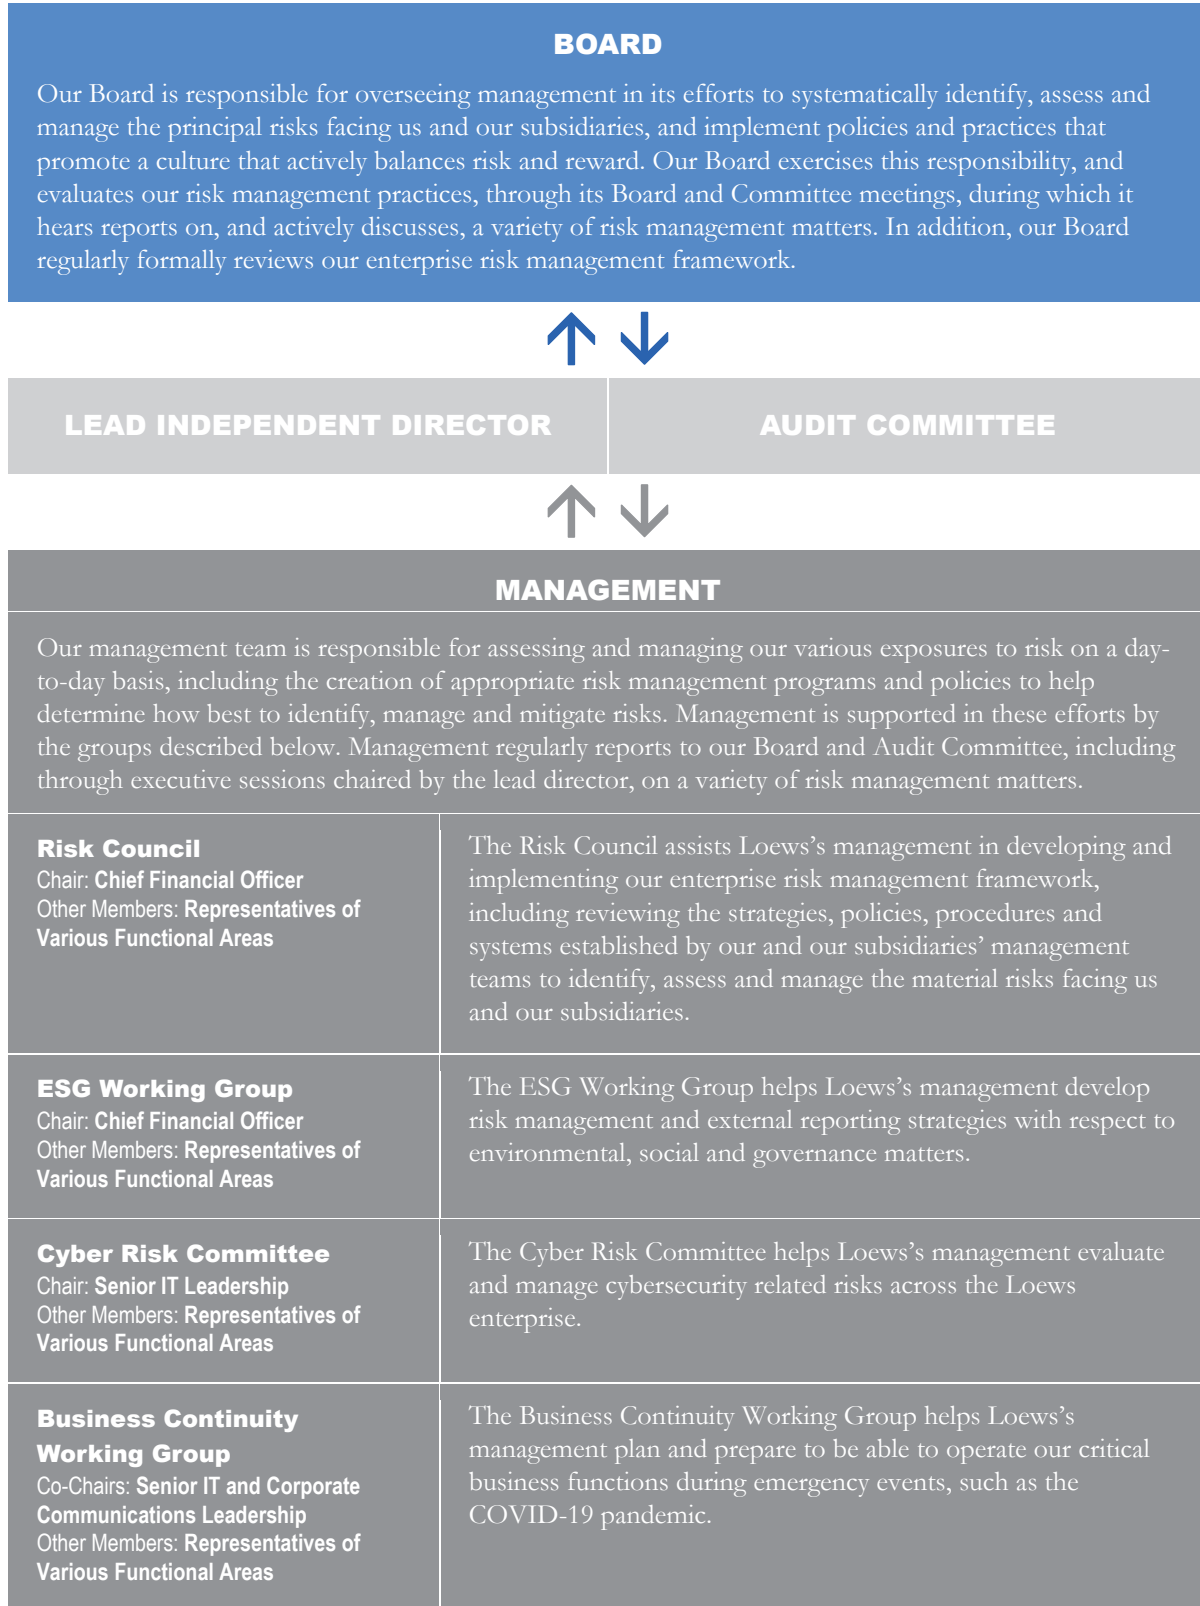 BOARD
Our Board is responsible for overseeing management in its efforts to systematically identify, assess and
manage the principal risks facing us and our subsidiaries, and implement policies and practices that
promote a culture that actively balances risk and reward. Our Board exercises this responsibility, and
evaluates our risk management practices, through its Board and Committee meetings, during which it
hears reports on, and actively discusses, a variety of risk management matters. In addition, our Board
regularly formally reviews our enterprise risk management framework.
LEAD INDEPENDENT DIRECTOR
AUDIT COMMITTEE
MANAGEMENT
Our management team is responsible for assessing and managing our various exposures to risk on a day-
to-day basis, including the creation of appropriate risk management programs and policies to help
determine how best to identify, manage and mitigate risks. Management is supported in these efforts by
the groups described below. Management regularly reports to our Board and Audit Committee, including
through executive sessions chaired by the lead director, on a variety of risk management matters.
Risk Council
Chair: Chief Financial Officer
Other Members: Representatives of
Various Functional Areas
The Risk Council assists Loews’s management in developing and
implementing our enterprise risk management framework,
including reviewing the strategies, policies, procedures and
systems established by our and our subsidiaries’ management
teams to identify, assess and manage the material risks facing us
and our subsidiaries.
ESG Working Group
Chair: Chief Financial Officer
Other Members: Representatives of
Various Functional Areas
The ESG Working Group helps Loews’s management develop
risk management and external reporting strategies with respect to
environmental, social and governance matters.
Cyber Risk Committee
Chair: Senior IT Leadership
Other Members: Representatives of
Various Functional Areas
The Cyber Risk Committee helps Loews’s management evaluate
and manage cybersecurity related risks across the Loews
enterprise.
Business Continuity
Working Group
Co-Chairs: Senior IT and Corporate
Communications Leadership
Other Members: Representatives of
Various Functional Areas
The Business Continuity Working Group helps Loews’s
management plan and prepare to be able to operate our critical
business functions during emergency events, such as the
COVID-19 pandemic.